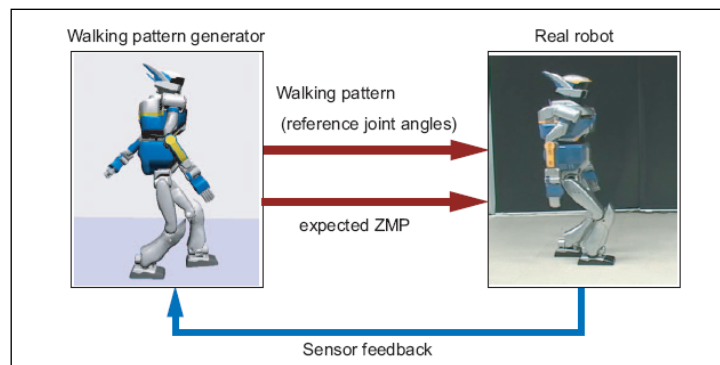 Walking pattern generator
Real robot
Walking pattern
(reference joint angles)
expected ZMP
Sensor feedback